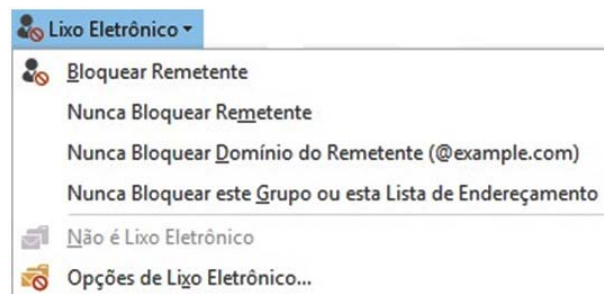 Lixo Eletrônico
Bloquear Remetente
Nunca Bloquear Remetente
Nunca Bloquear Domínio do Remetente (@example.com)
Nunca Bloquear este Grupo ou esta Lista de Endereçamento
Não é Lixo Eletrônico
Opções de Lixo Eletrônico...